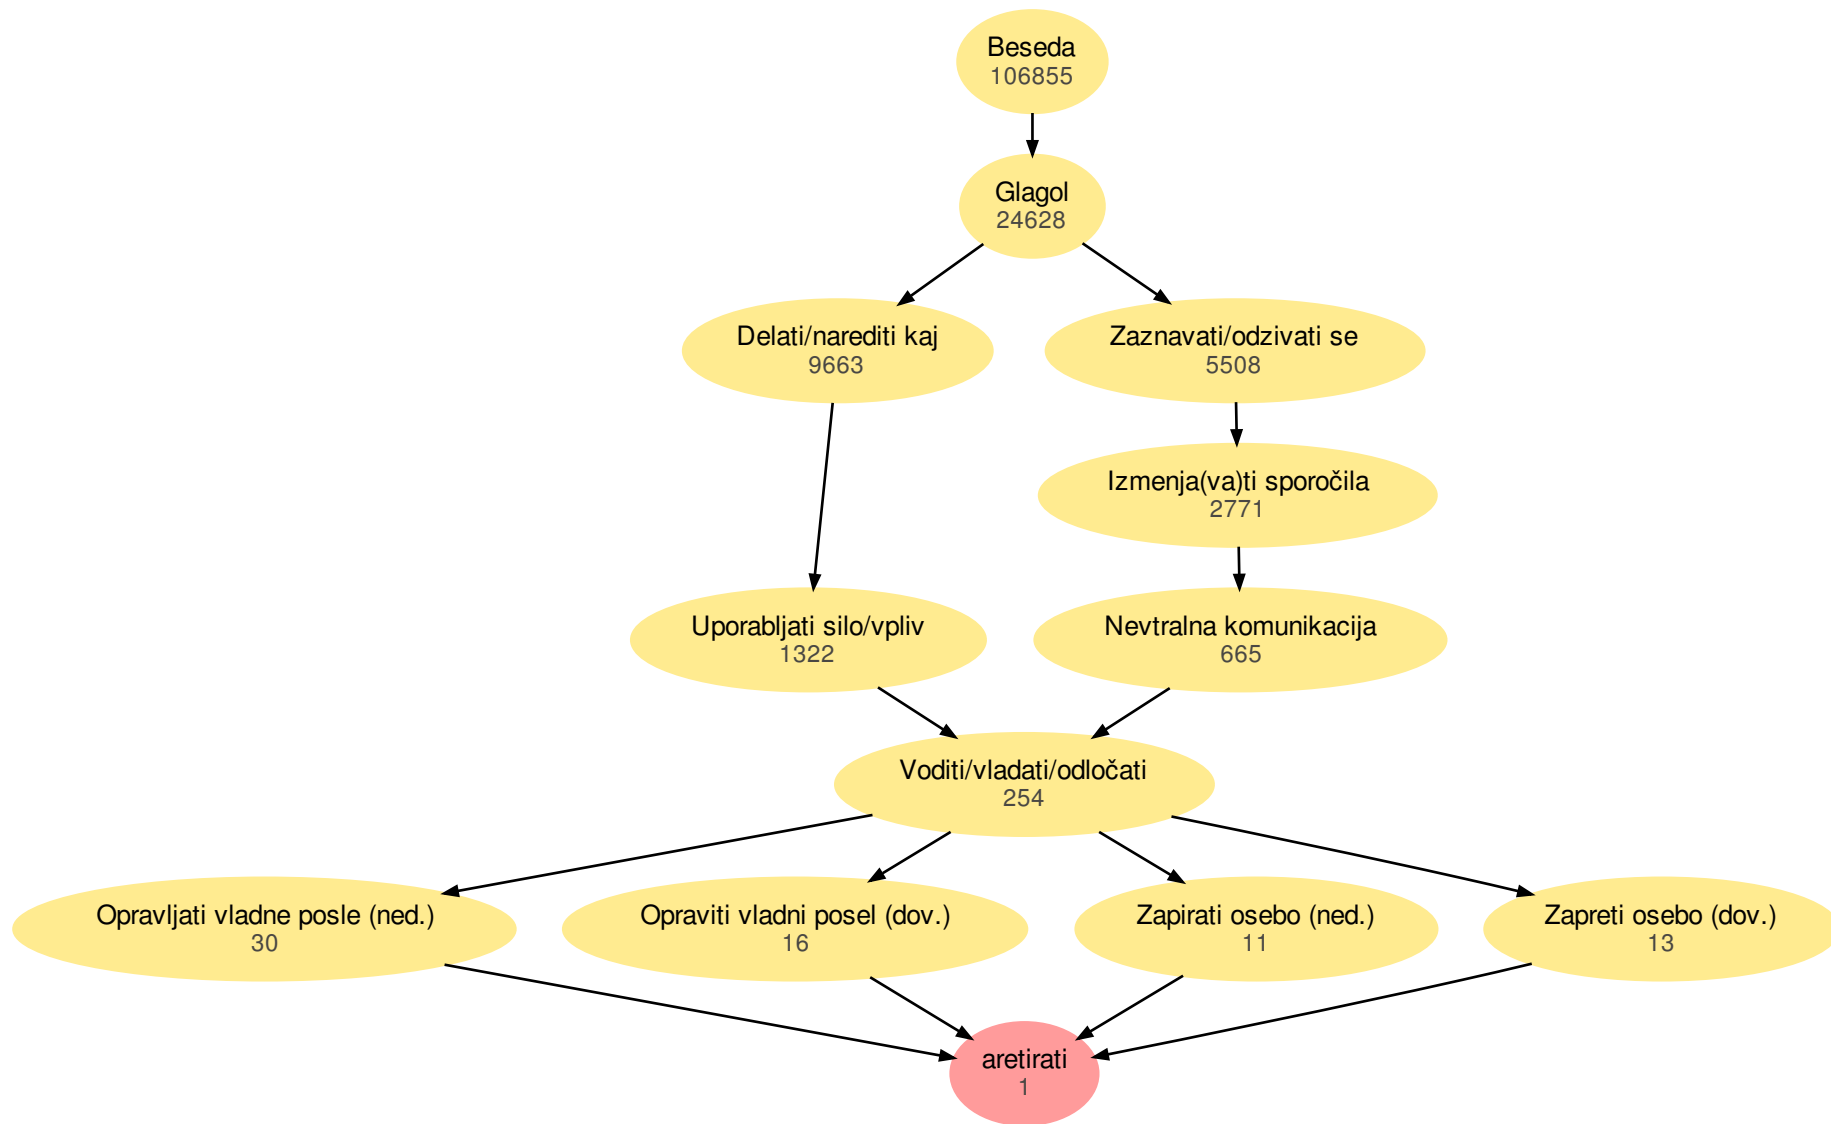 Beseda
106855
Glagol
24628
Delati/narediti kaj
9663
Zaznavati/odzivati se
5508
Izmenja(va)ti sporočila
2771
Uporabljati silo/vpliv
1322
Nevtralna komunikacija
665
Voditi/vladati/odločati
254
Opravljati vladne posle (ned.)
30
Opraviti vladni posel (dov.)
16
Zapirati osebo (ned.)
11
Zapreti osebo (dov.)
13
aretirati
1